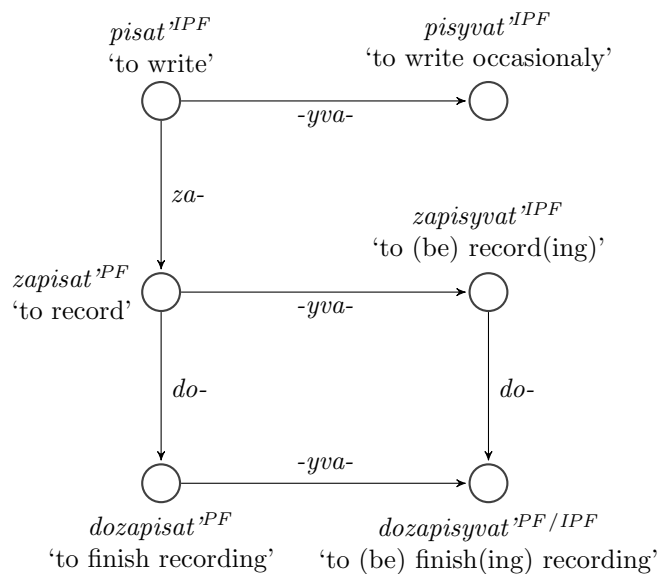 pisat’IPF
‘to write’
pisyvat’IPF
‘to write occasionaly’
-yva-
za-
zapisyvat’IPF
‘to (be) record(ing)’
zapisat’PF
‘to record’
-yva-
do-
do-
-yva-
dozapisat’PF
‘to finish recording’
dozapisyvat’PF/IPF
‘to (be) finish(ing) recording’